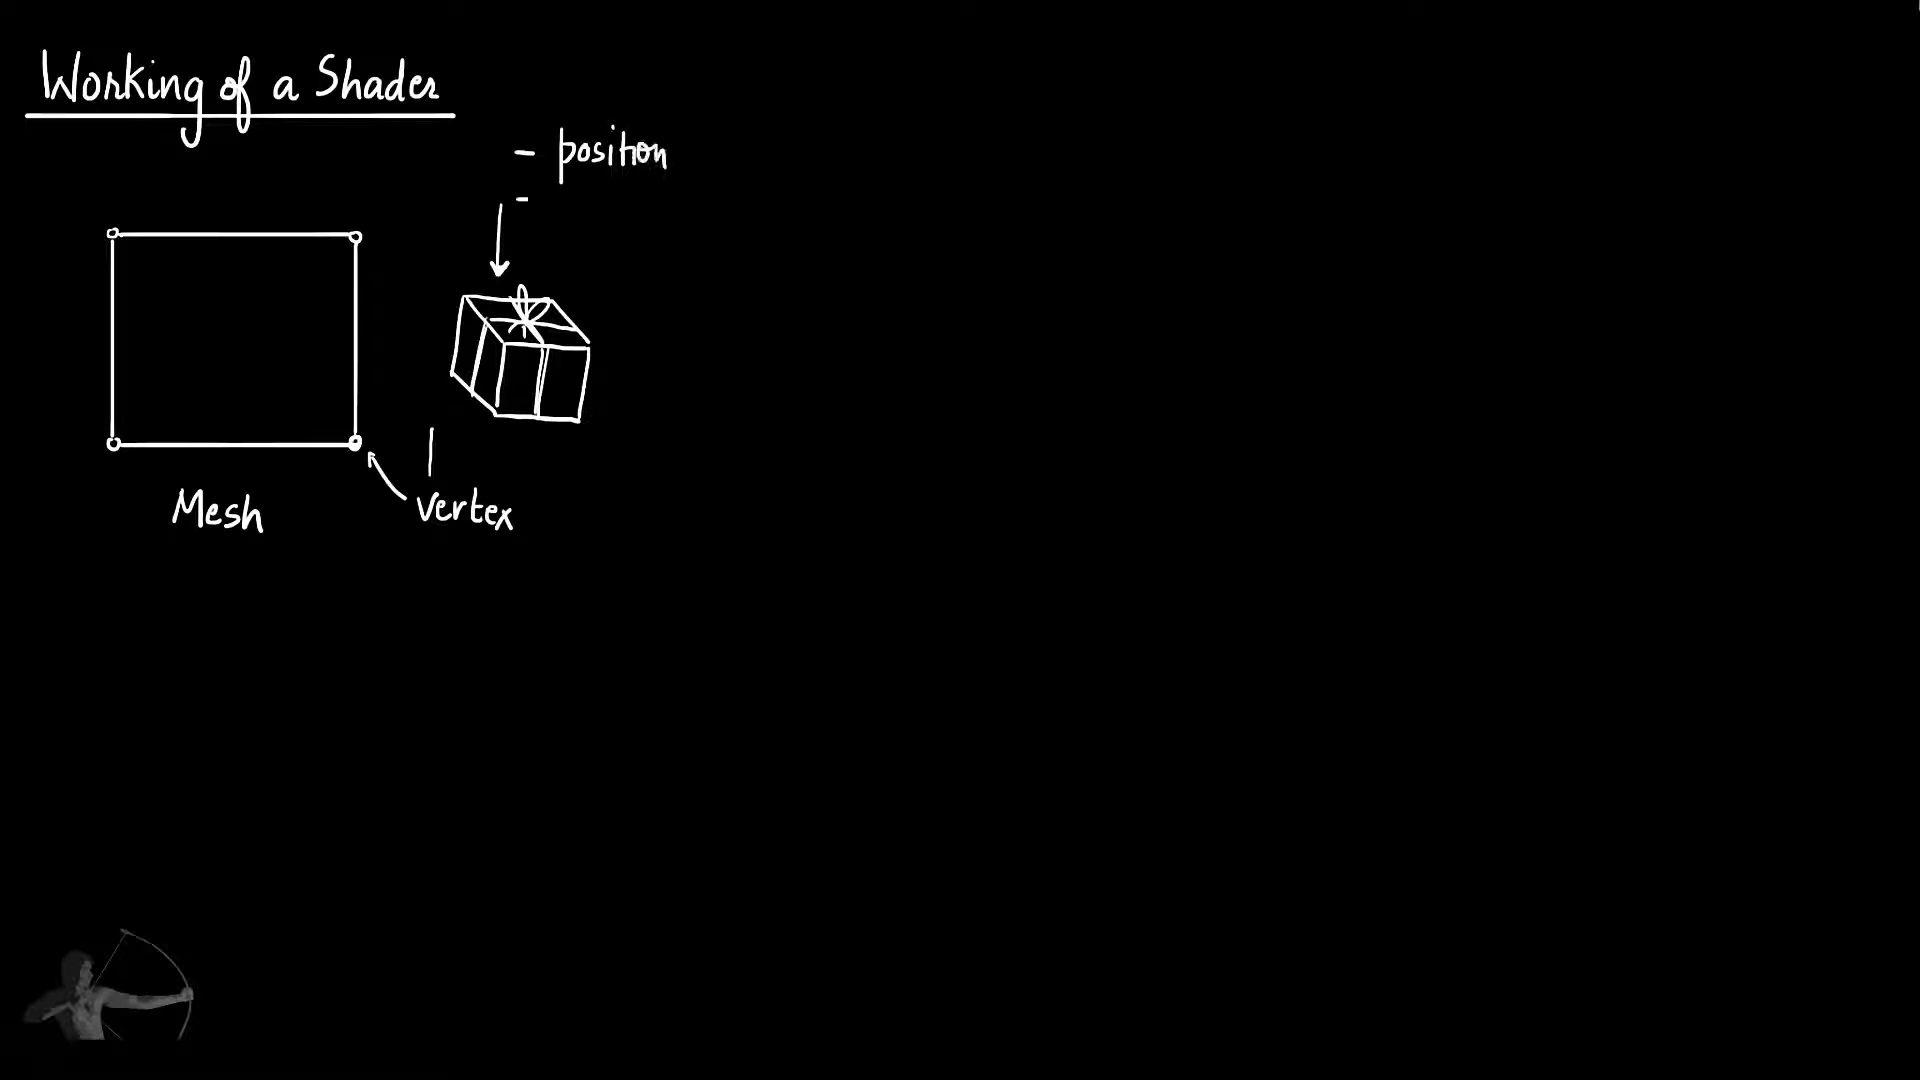 Working of a Shader
- position
-
Mesh
vertex